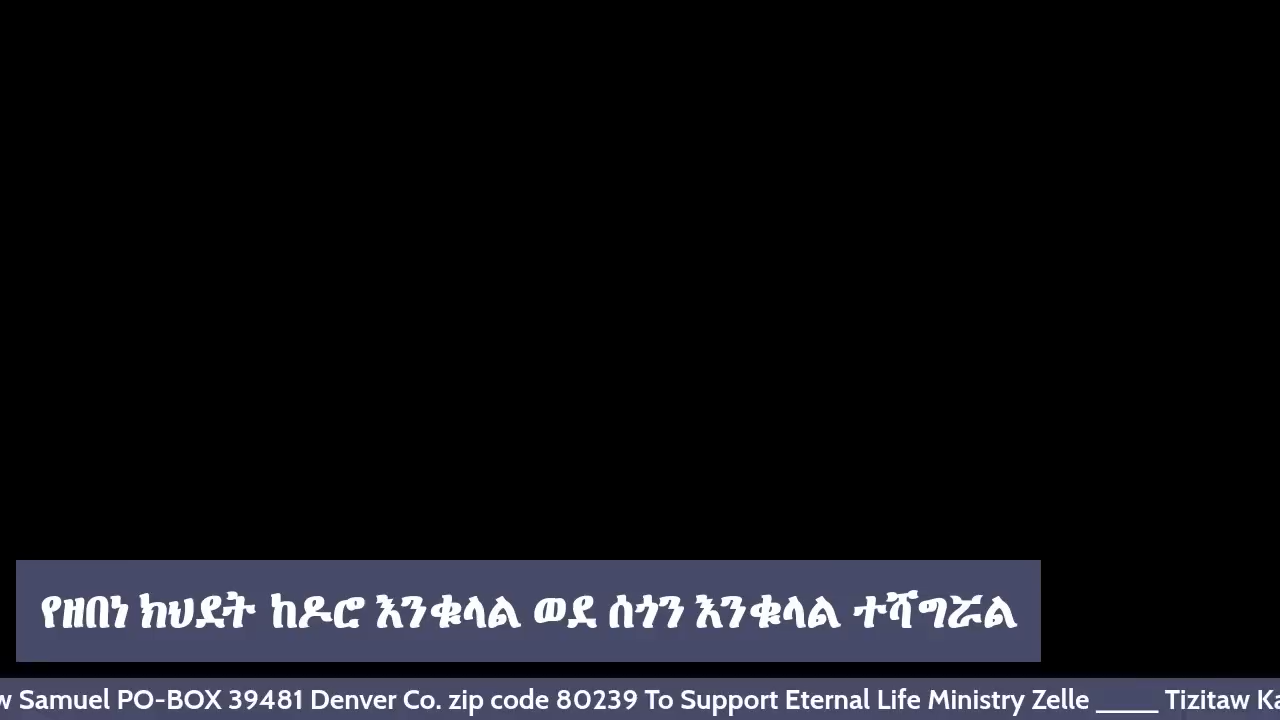 የዘበነ ክህደት ከዶሮ እንቁላል ወደ ሰጎን እንቁላል ተሻግሯል
Samuel PO-BOX 39481 Denver Co. zip code 80239 To Support Eternal Life Ministry Zelle _____ Tizitaw